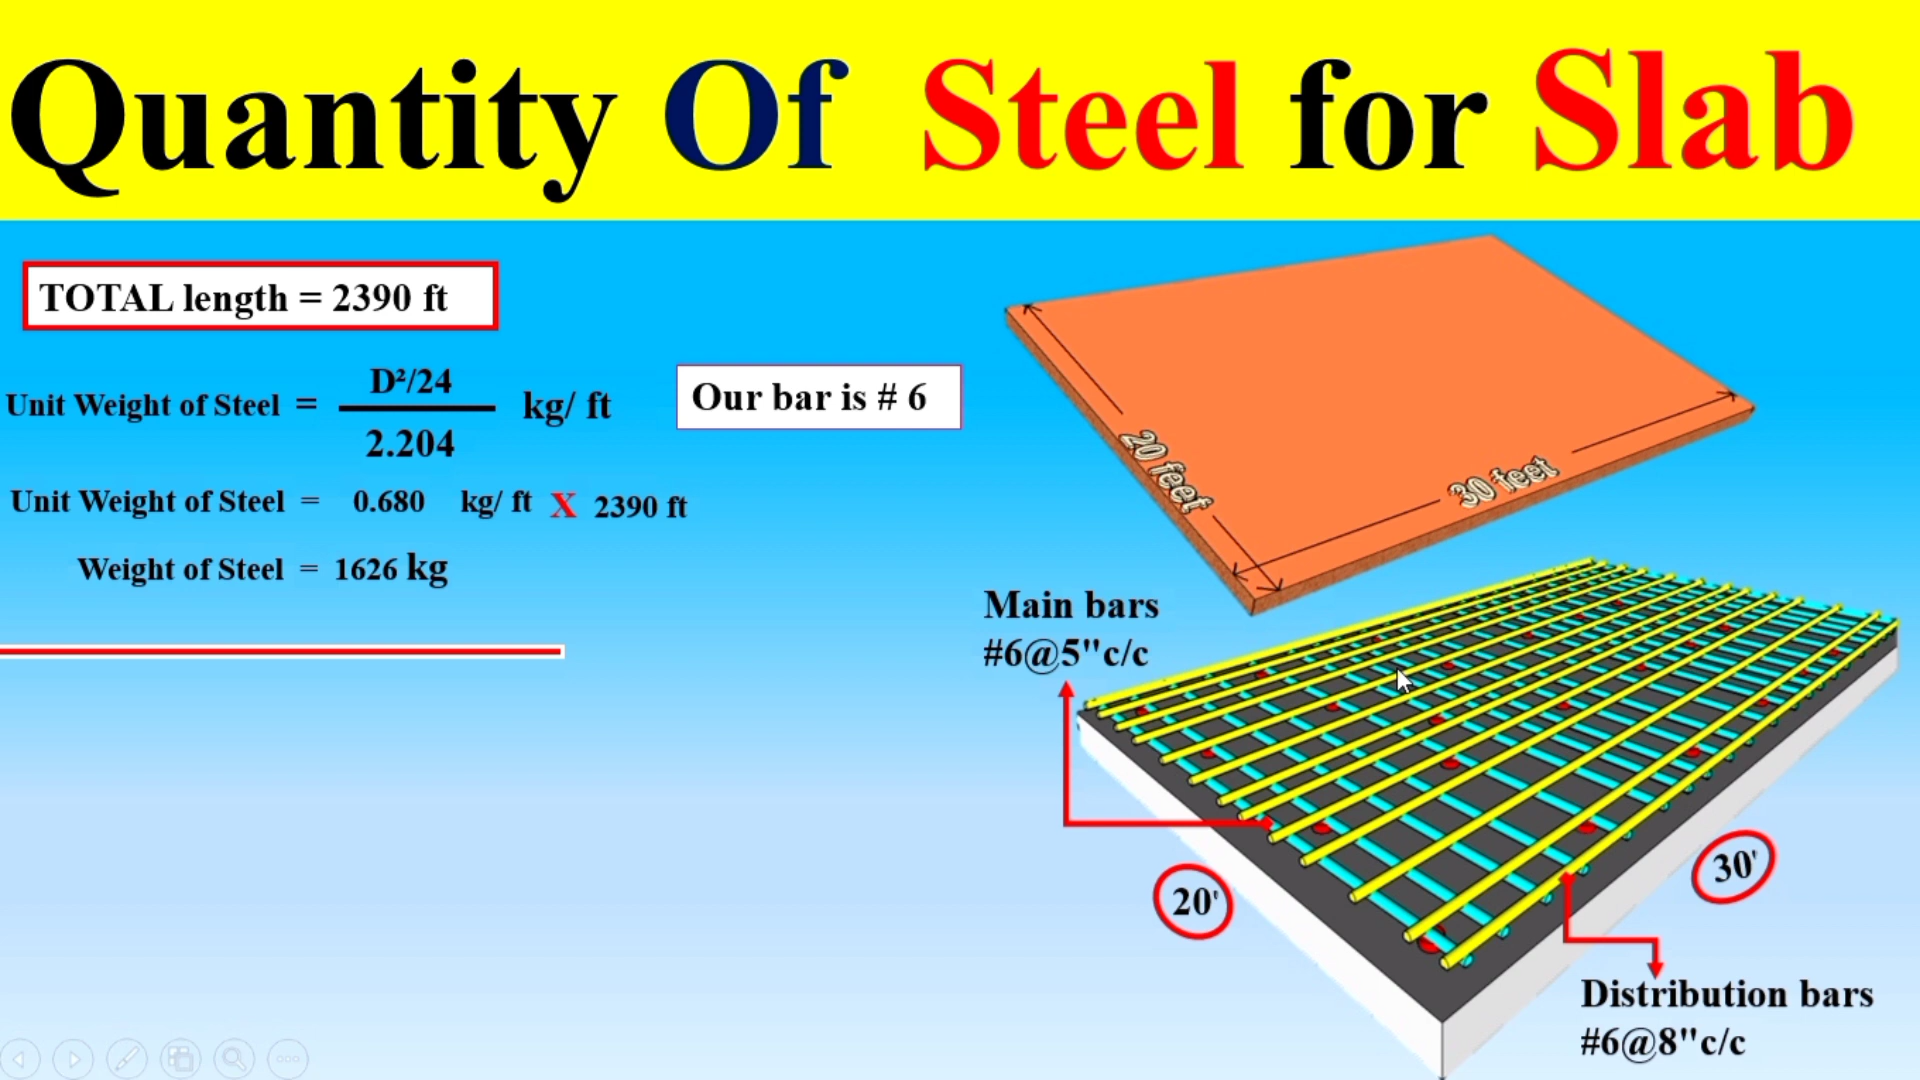 Quantity Of Steel for Slab
TOTAL length = 2390 ft
Unit Weight of Steel = D²/24 kg/ ft
2.204
Our bar is # 6
Unit Weight of Steel = 0.680 kg/ ft X 2390 ft
Weight of Steel = 1626 kg
20 feet
30 feet
Main bars
#6@5"c/c
20'
30'
Distribution bars
#6@8"c/c